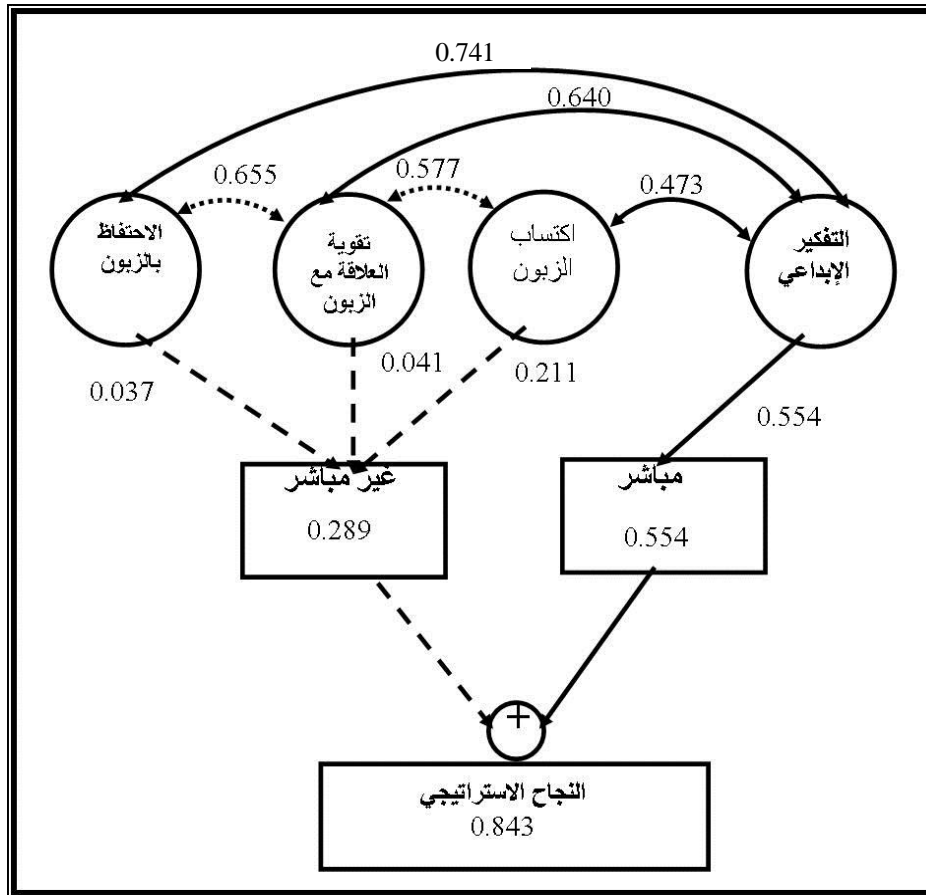 0.741
0.640
0.473
0.577
0.655
التفكير
الإبداعي
اكتساب
الزبون
تقوية
العلاقة مع
الزبون
الاحتفاظ
بالزبون
0.554
0.211
0.041
0.037
مباشر
0.554
غير مباشر
0.289
+
النجاح الاستراتيجي
0.843